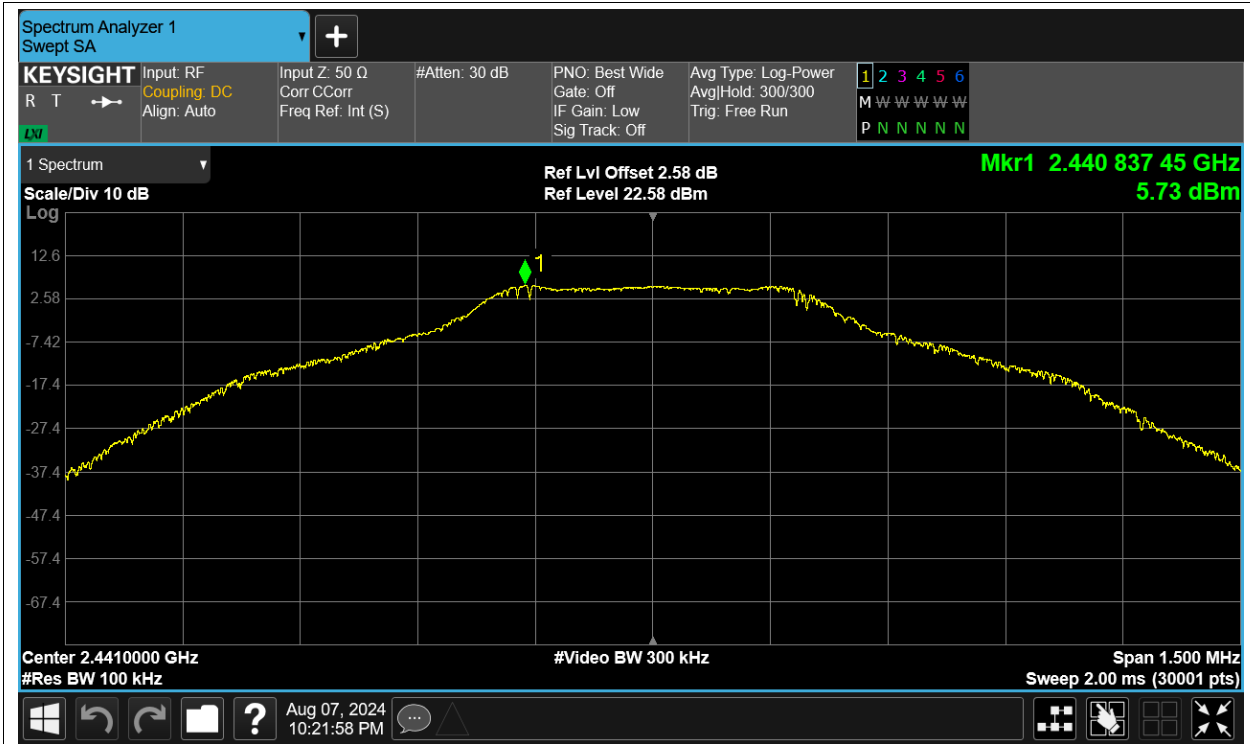 Spectrum Analyzer 1
Swept SA
KEYSIGHT
R T
LXI
Input: RF
Coupling: DC
Align: Auto
Input Z: 50 Ω
Corr CCorr
Freq Ref: Int (S)
#Atten: 30 dB
PNO: Best Wide
Gate: Off
IF Gain: Low
Sig Track: Off
Avg Type: Log-Power
Avg|Hold: 300/300
Trig: Free Run
1 2 3 4 5 6
M W W W W W
P N N N N N
1 Spectrum
Scale/Div 10 dB
Log
Ref Lvl Offset 2.58 dB
Ref Level 22.58 dBm
Mkr1 2.440 837 45 GHz
5.73 dBm
12.6
1
2.58
-7.42
-17.4
-27.4
-37.4
-47.4
-57.4
-67.4
Center 2.4410000 GHz
#Res BW 100 kHz
#Video BW 300 kHz
Span 1.500 MHz
Sweep 2.00 ms (30001 pts)
?
Aug 07, 2024
10:21:58 PM